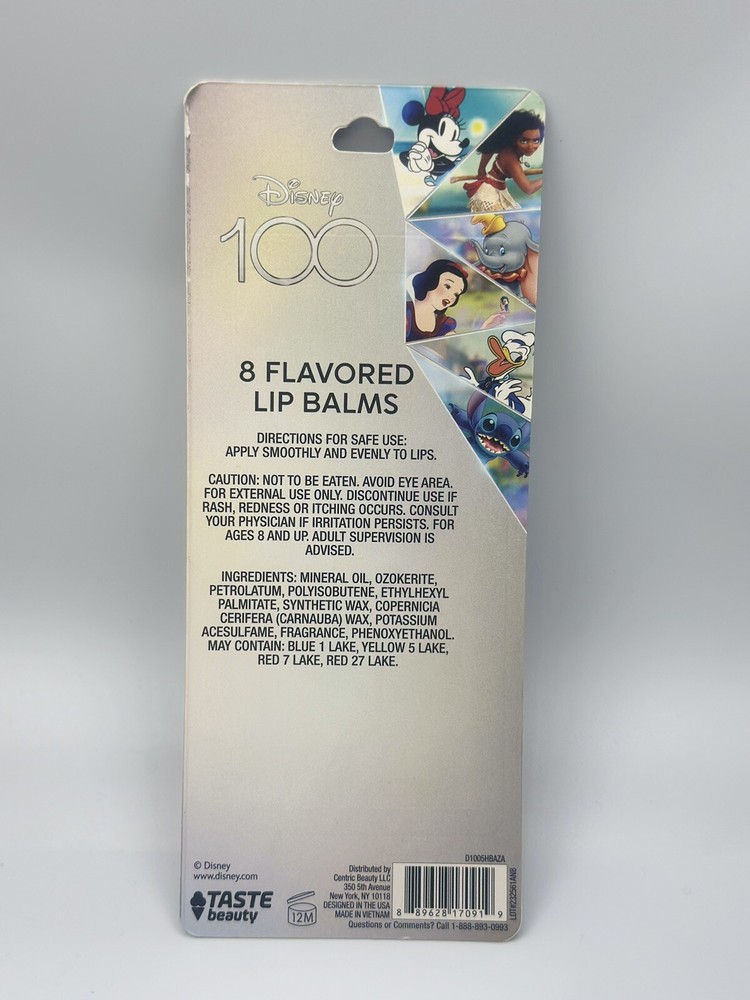 Disney
100
8 FLAVORED
LIP BALMS
DIRECTIONS FOR SAFE USE:
APPLY SMOOTHLY AND EVENLY TO LIPS.
CAUTION: NOT TO BE EATEN. AVOID EYE AREA.
FOR EXTERNAL USE ONLY. DISCONTINUE USE IF
RASH, REDNESS OR ITCHING OCCURS. CONSULT
YOUR PHYSICIAN IF IRRITATION PERSISTS. FOR
AGES 8 AND UP. ADULT SUPERVISION IS
ADVISED.
INGREDIENTS: MINERAL OIL, OZOKERITE,
PETROLATUM, POLYISOBUTENE, ETHYLHEXYL
PALMITATE, SYNTHETIC WAX, COPERNICIA
CERIFERA (CARNAUBA) WAX, POTASSIUM
ACESULFAME, FRAGRANCE, PHENOXYETHANOL.
MAY CONTAIN: BLUE 1 LAKE, YELLOW 5 LAKE,
RED 7 LAKE, RED 27 LAKE.
© Disney
www.disney.com
TASTE
beauty
12M
Distributed by
Centric Beauty LLC
350 5th Avenue
New York, NY 10118
DESIGNED IN THE USA
MADE IN VIETNAM
Questions or Comments? Call 1-888-893-0993
D1005HBAZA
8 89628 17091 9
LOT#232561ANB